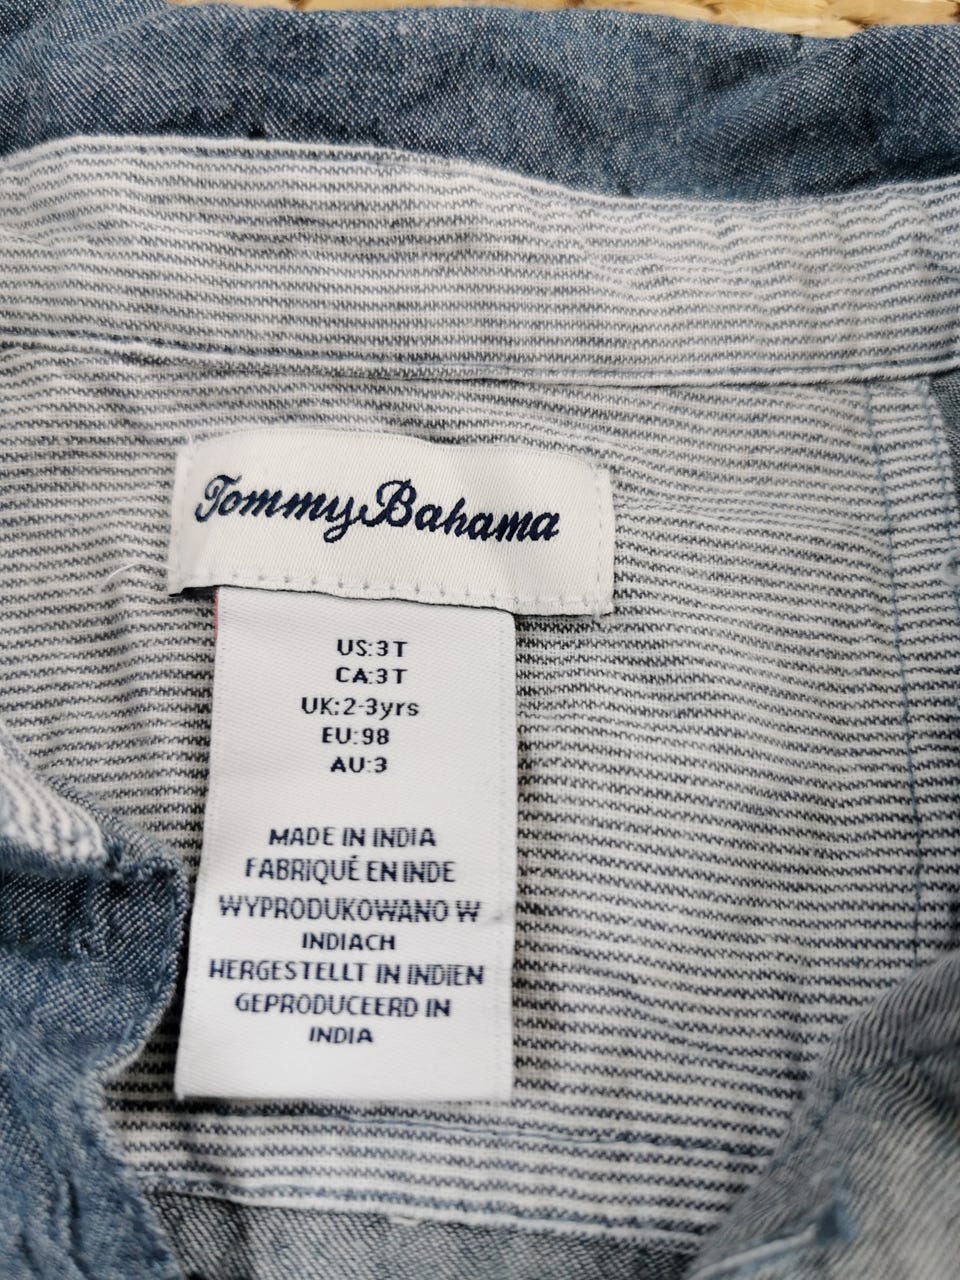 Tommy Bahama
US:3T
CA:3T
UK:2-3yrs
EU:98
AU:3
MADE IN INDIA
FABRIQUÉ EN INDE
WYPRODUKOWANO W
INDIACH
HERGESTELLT IN INDIEN
GEPRODUCEERD IN
INDIA